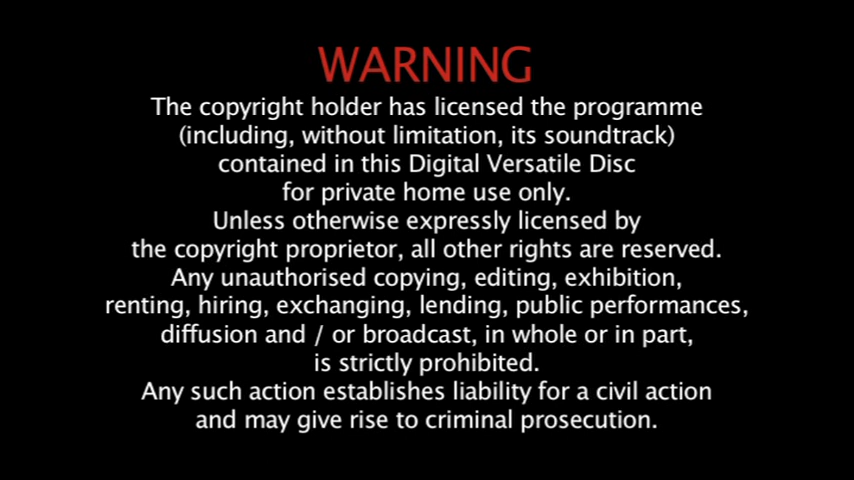 WARNING
The copyright holder has licensed the programme
(including, without limitation, its soundtrack)
contained in this Digital Versatile Disc
for private home use only.
Unless otherwise expressly licensed by
the copyright proprietor, all other rights are reserved.
Any unauthorised copying, editing, exhibition,
renting, hiring, exchanging, lending, public performances,
diffusion and / or broadcast, in whole or in part,
is strictly prohibited.
Any such action establishes liability for a civil action
and may give rise to criminal prosecution.